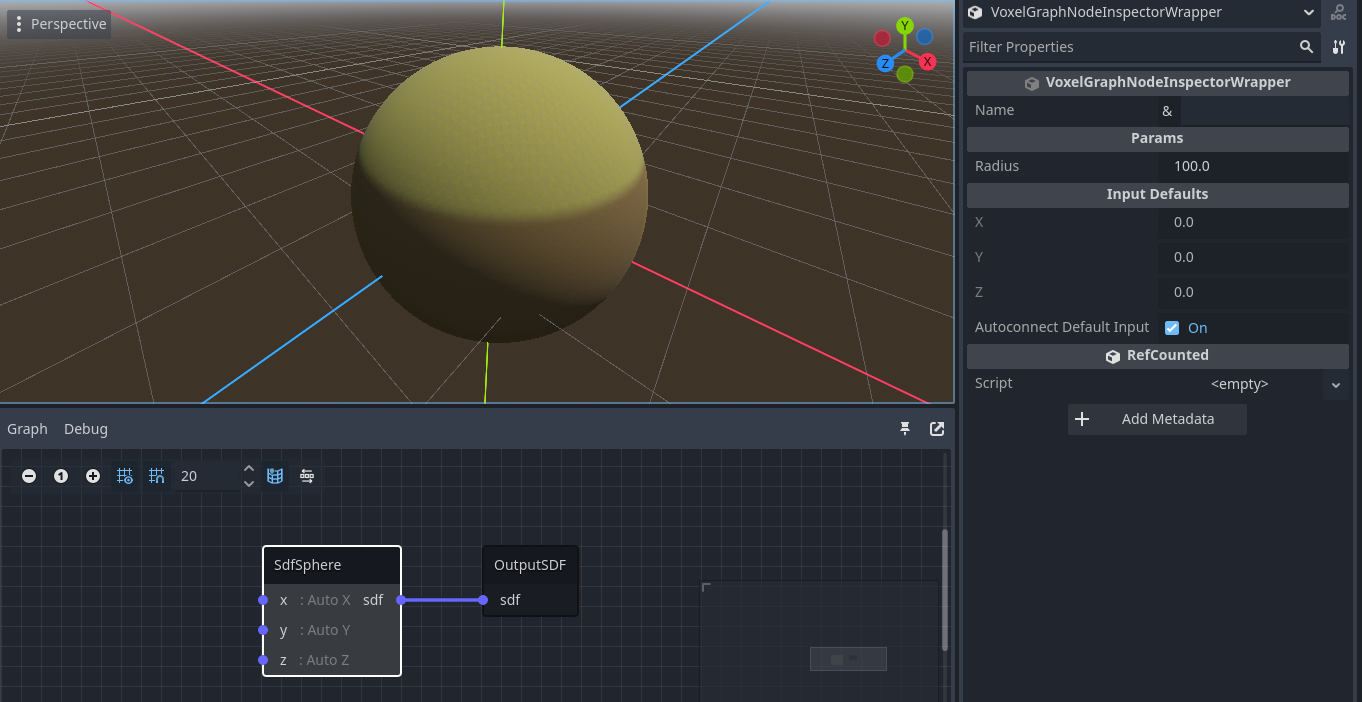 Perspective
Y
X
Z
Graph Debug
1
20
SdfSphere
x : Auto X sdf
y : Auto Y
z : Auto Z
OutputSDF
sdf
VoxelGraphNodeInspectorWrapper
DOC
Filter Properties
VoxelGraphNodeInspectorWrapper
Name &
Params
Radius 100.0
Input Defaults
X 0.0
Y 0.0
Z 0.0
Autoconnect Default Input On
RefCounted
Script <empty>
+ Add Metadata